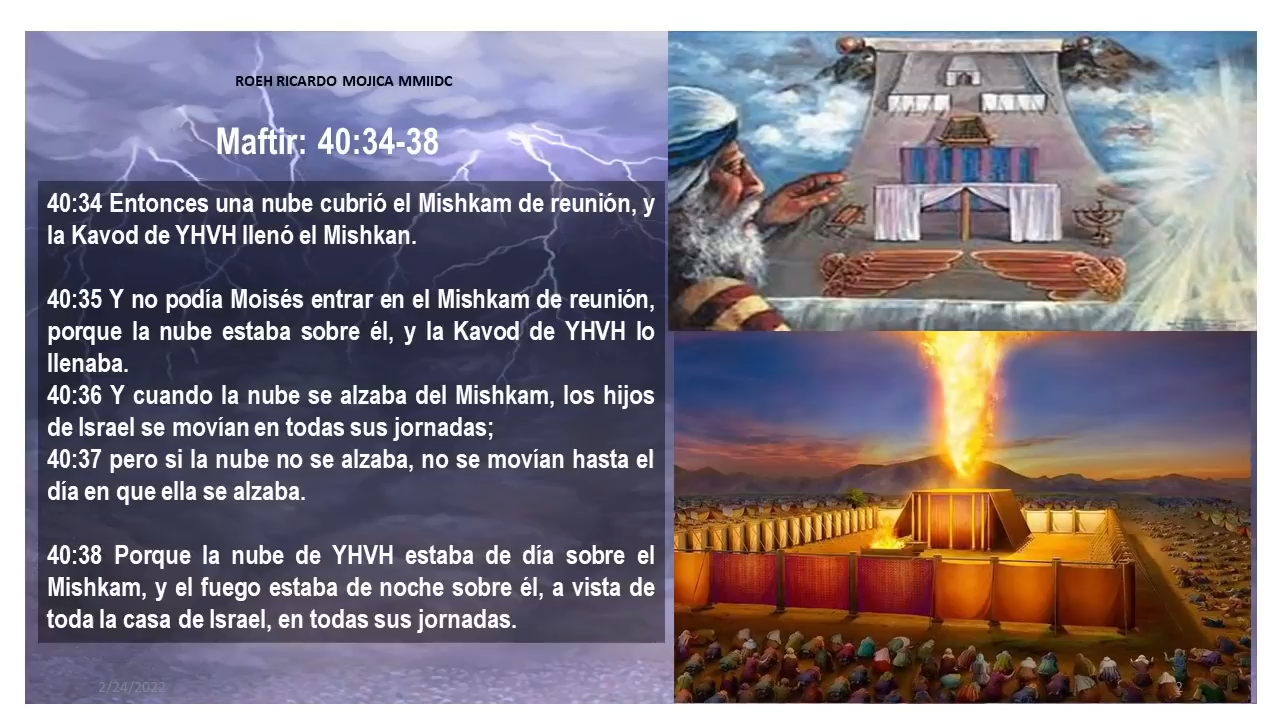 ROEH RICARDO MOJICA MMIIDC
Maftir: 40:34-38
40:34 Entonces una nube cubrió el Mishkam de reunión, y
la Kavod de YHVH llenó el Mishkan.
40:35 Y no podía Moisés entrar en el Mishkam de reunión,
porque la nube estaba sobre él, y la Kavod de YHVH lo
llenaba.
40:36 Y cuando la nube se alzaba del Mishkam, los hijos
de Israel se movían en todas sus jornadas;
40:37 pero si la nube no se alzaba, no se movían hasta el
día en que ella se alzaba.
40:38 Porque la nube de YHVH estaba de día sobre el
Mishkam, y el fuego estaba de noche sobre él, a vista de
toda la casa de Israel, en todas sus jornadas.
2/24/2022
2